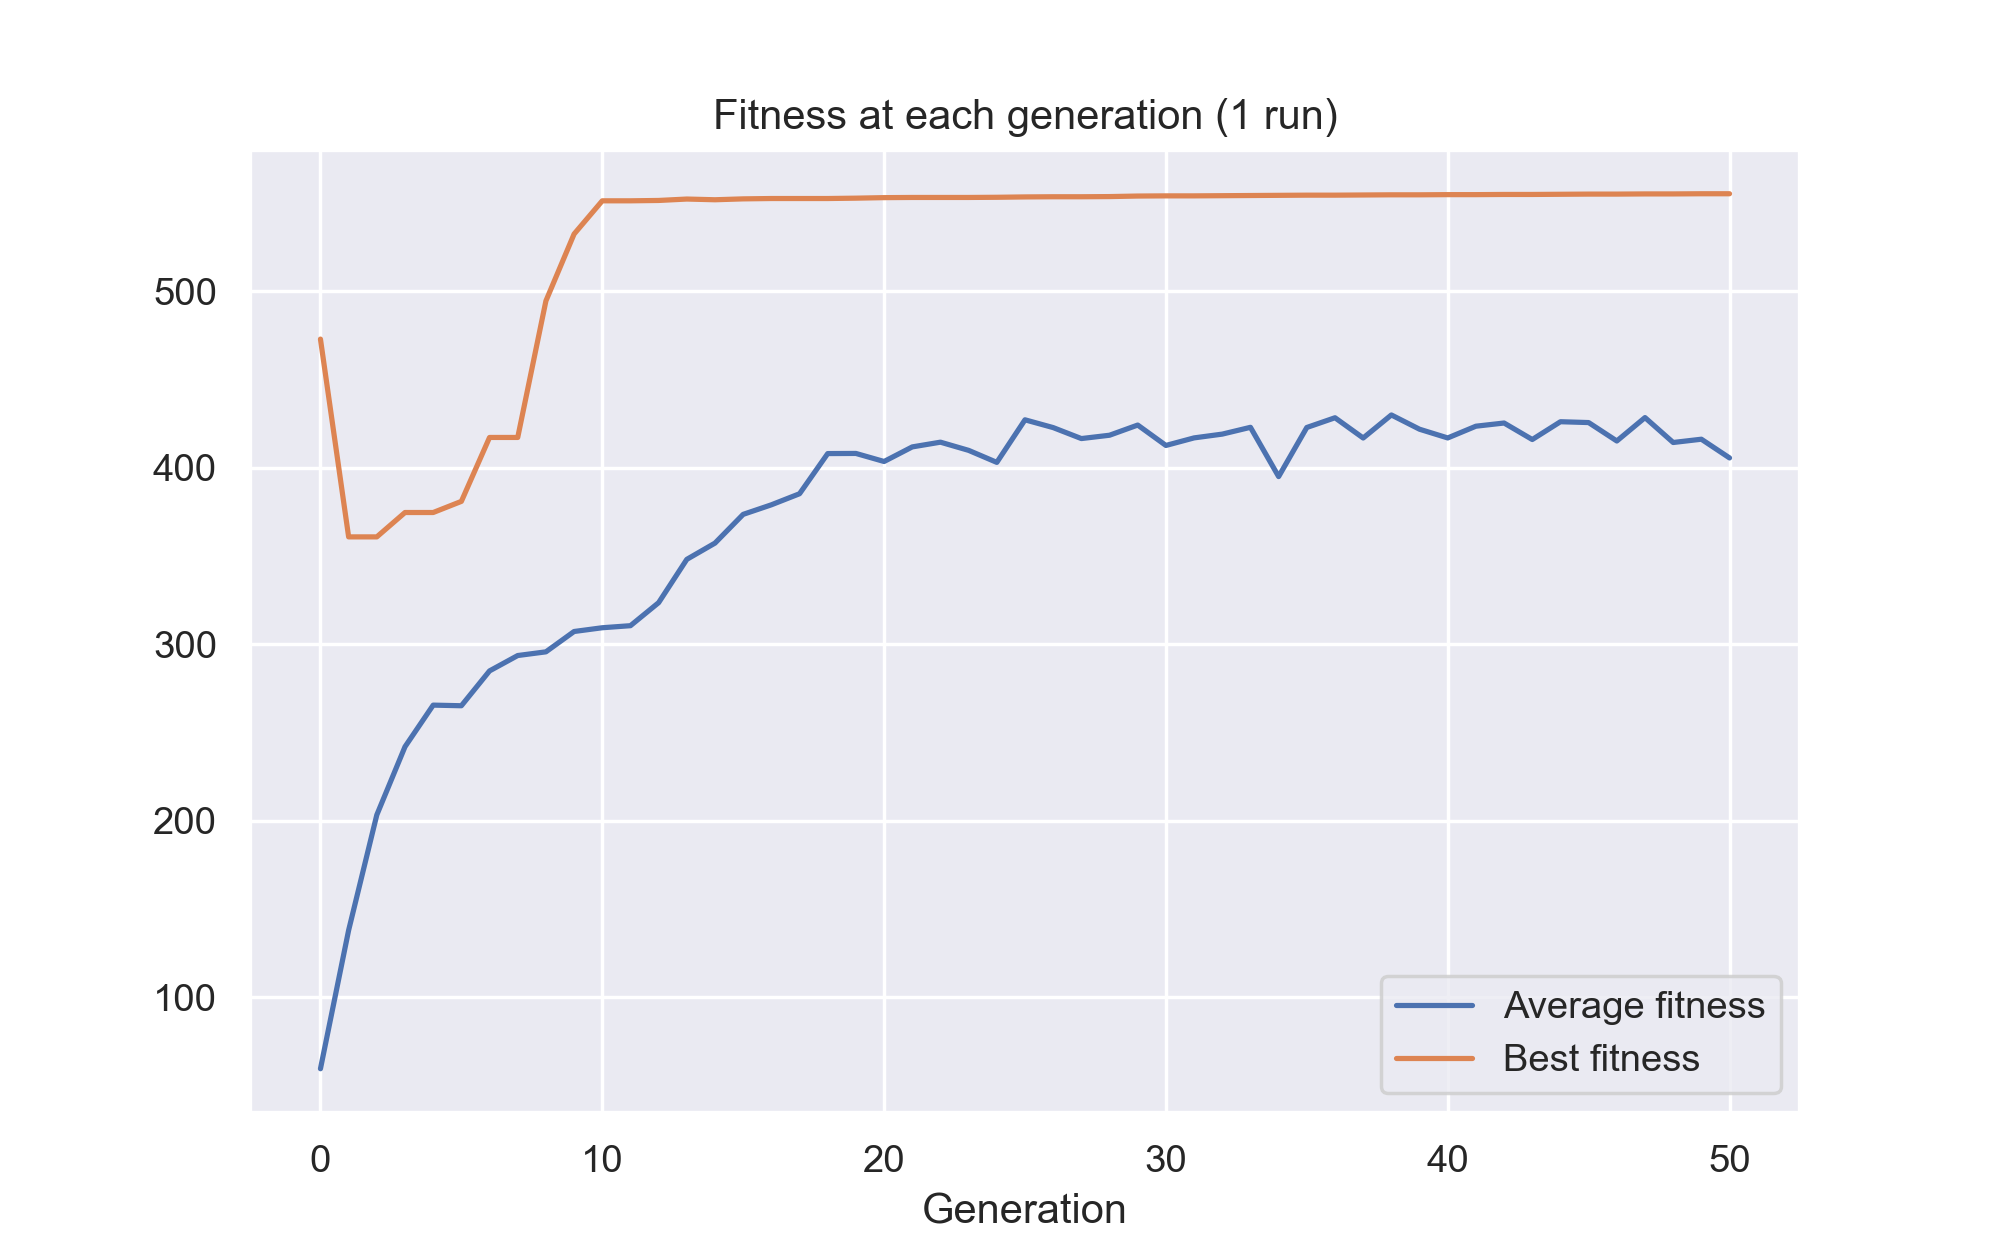 Fitness at each generation (1 run)
500
400
300
200
100
Average fitness
Best fitness
0 10 20 30 40 50
Generation